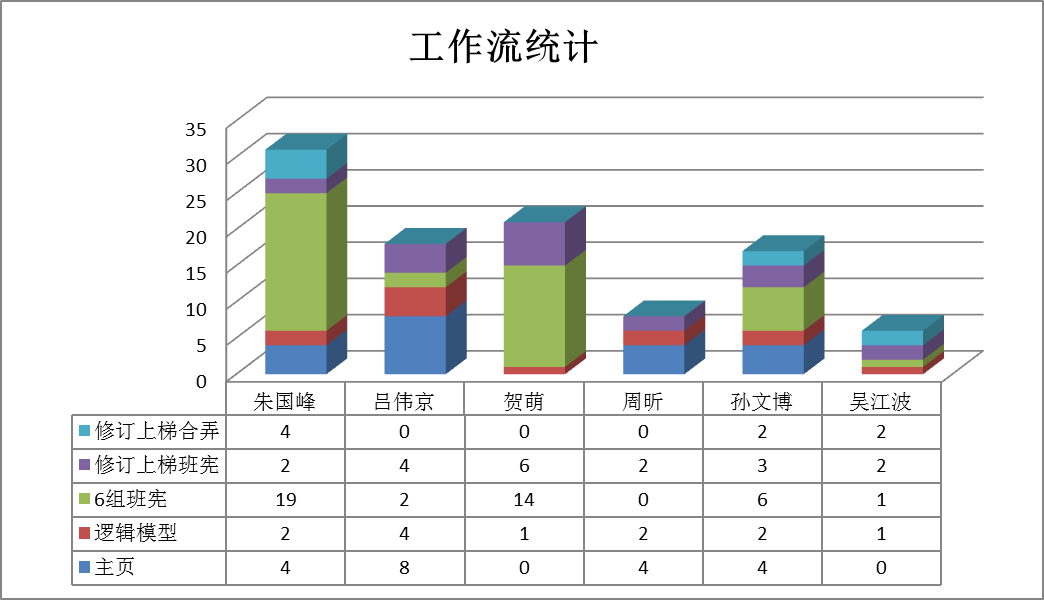 工作流统计
35
30
25
20
15
10
5
0
朱国峰 吕伟京 贺萌 周昕 孙文博 吴江波
修订上梯合弄 4 0 0 0 2 2
修订上梯班宪 2 4 6 2 3 2
6组班宪 19 2 14 0 6 1
逻辑模型 2 4 1 2 2 1
主页 4 8 0 4 4 0